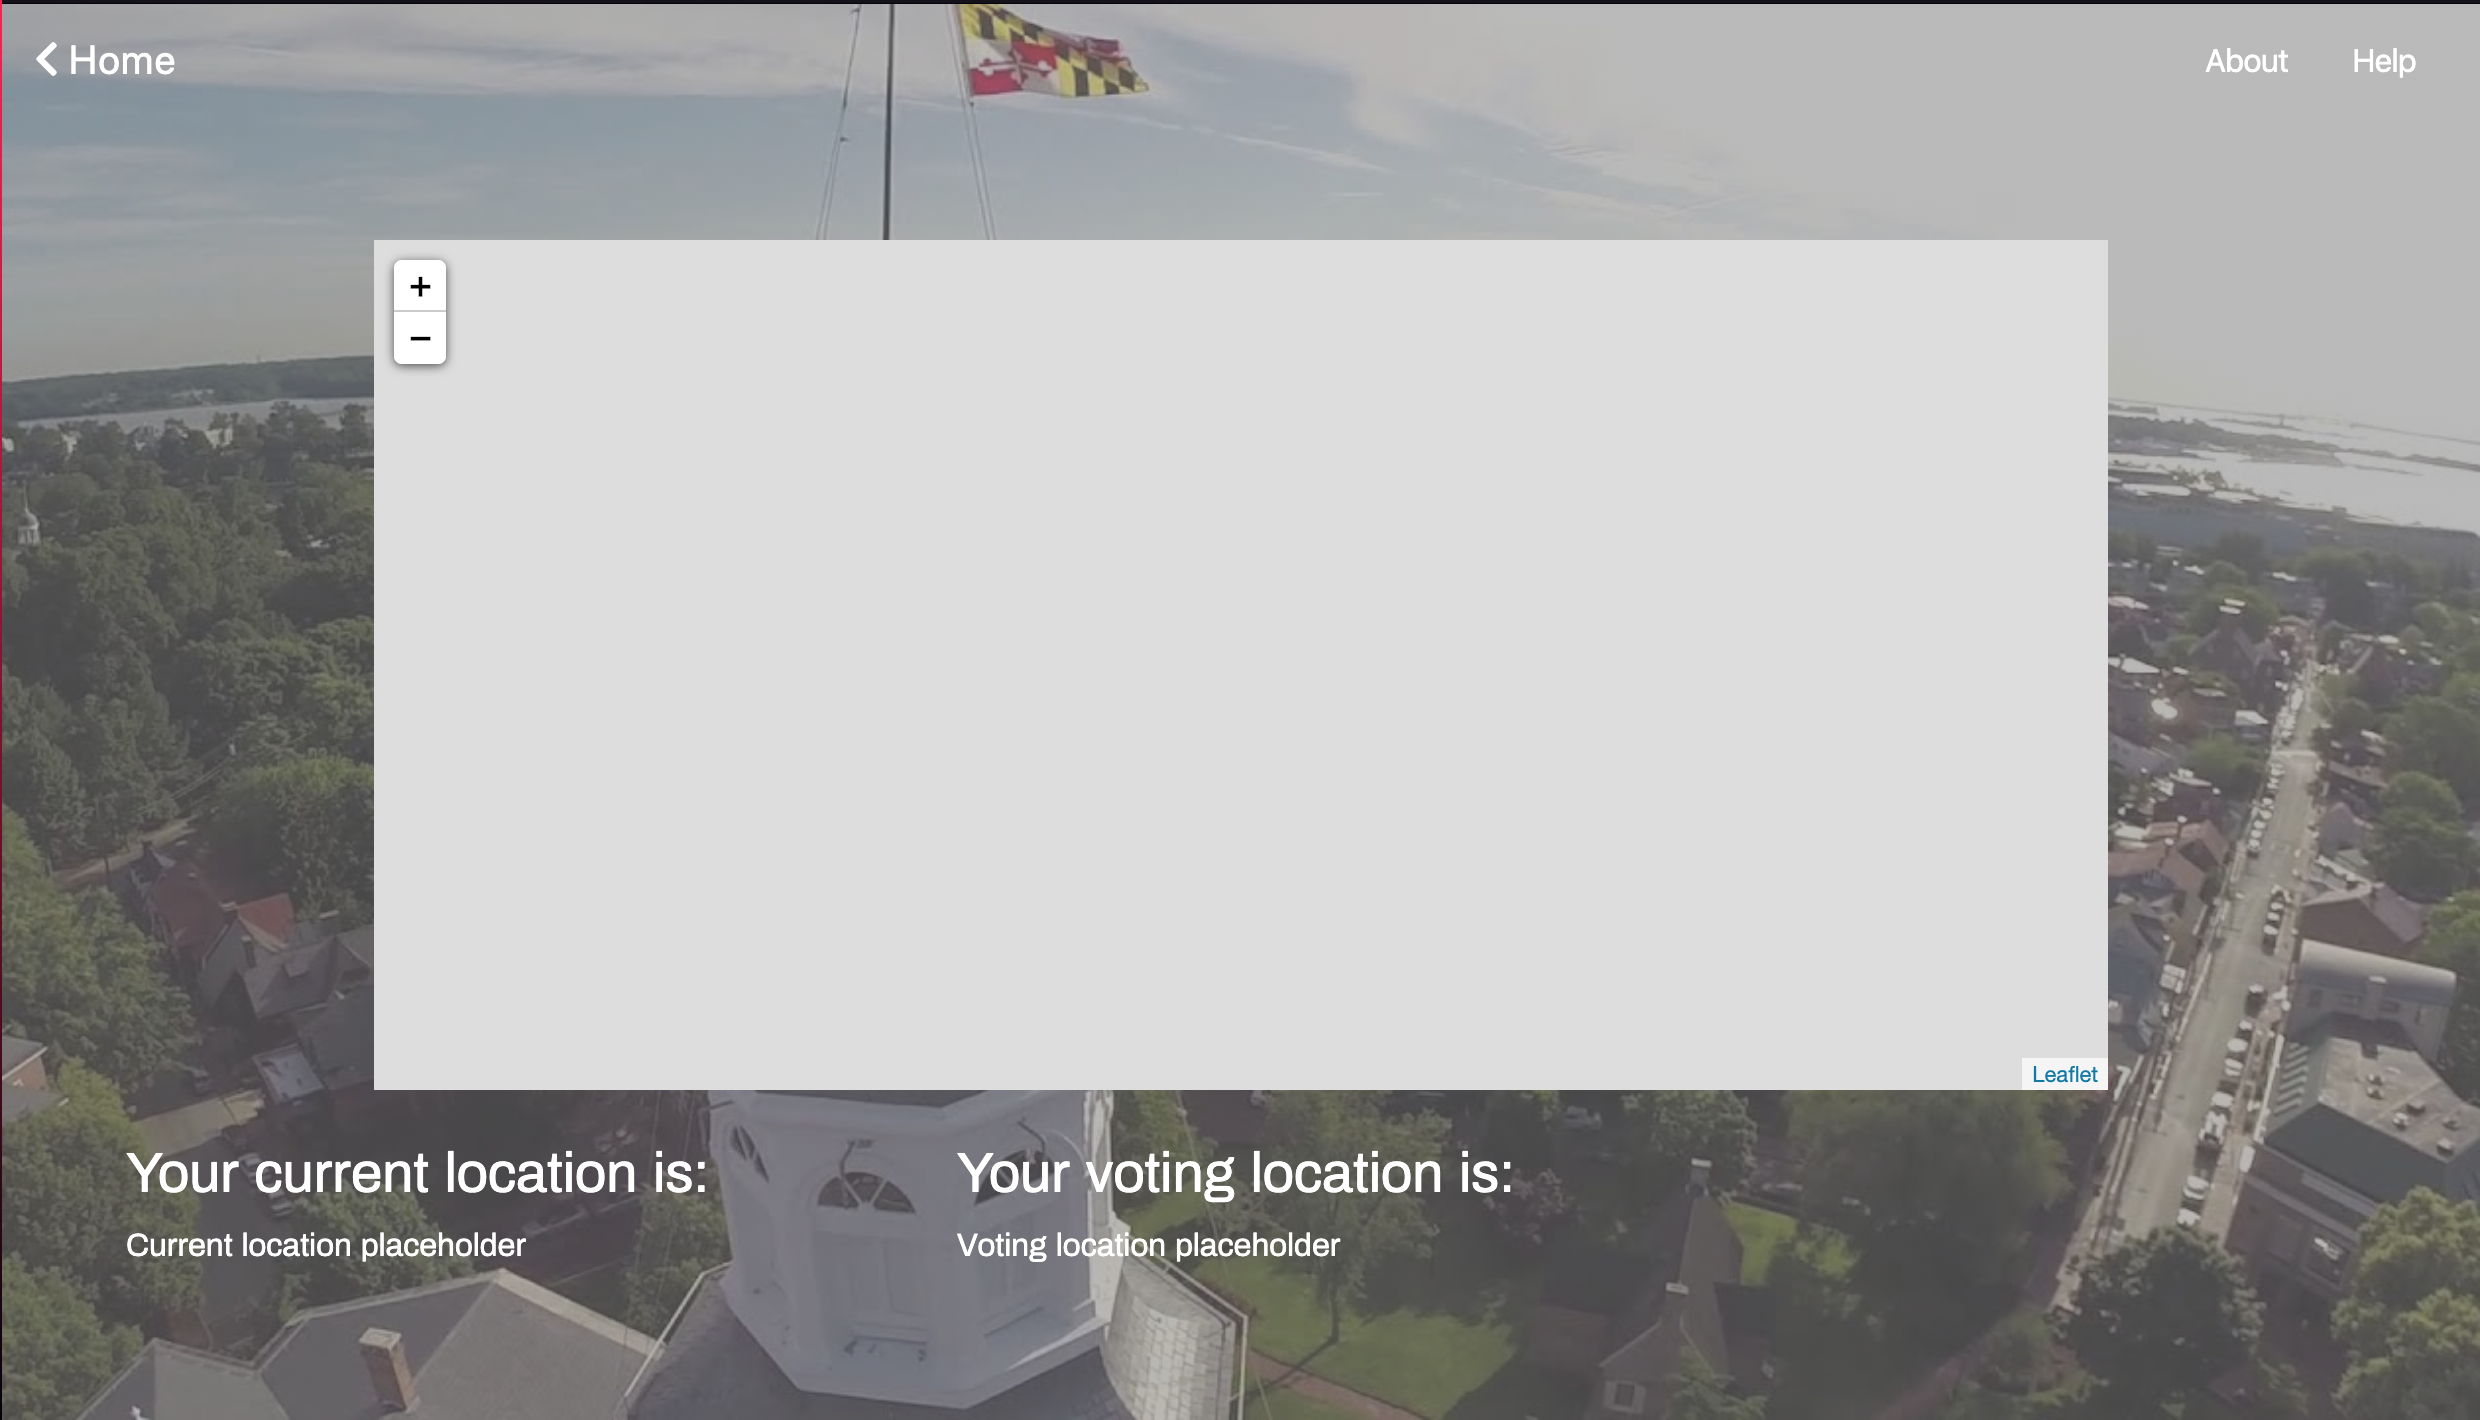 Home
About
Help
+
−
Leaflet
Your current location is:
Current location placeholder
Your voting location is:
Voting location placeholder